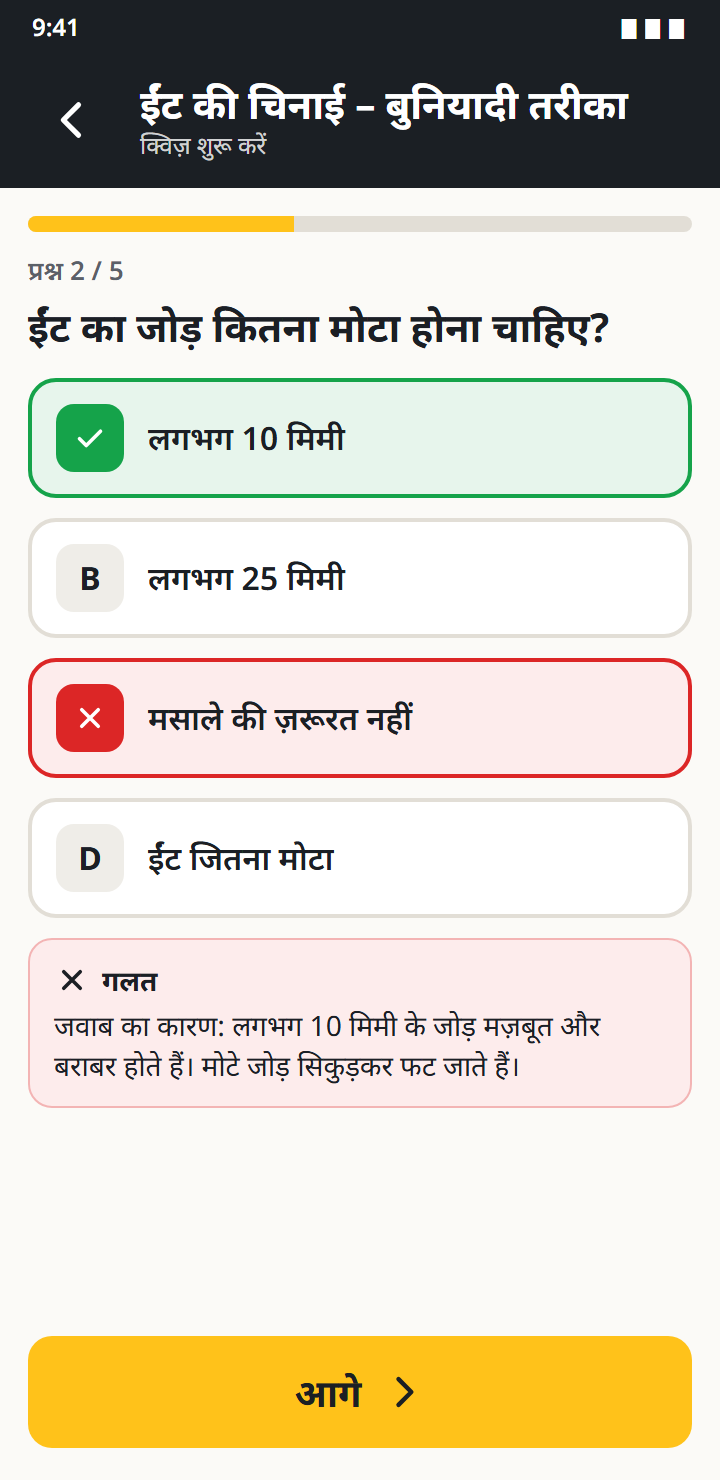 9:41
ईंट की चिनाई – बुनियादी तरीका
क्विज़ शुरू करें
प्रश्न 2 / 5
ईंट का जोड़ कितना मोटा होना चाहिए?
लगभग 10 मिमी
B लगभग 25 मिमी
मसाले की ज़रूरत नहीं
D ईंट जितना मोटा
गलत
जवाब का कारण: लगभग 10 मिमी के जोड़ मज़बूत और
बराबर होते हैं। मोटे जोड़ सिकुड़कर फट जाते हैं।
आगे